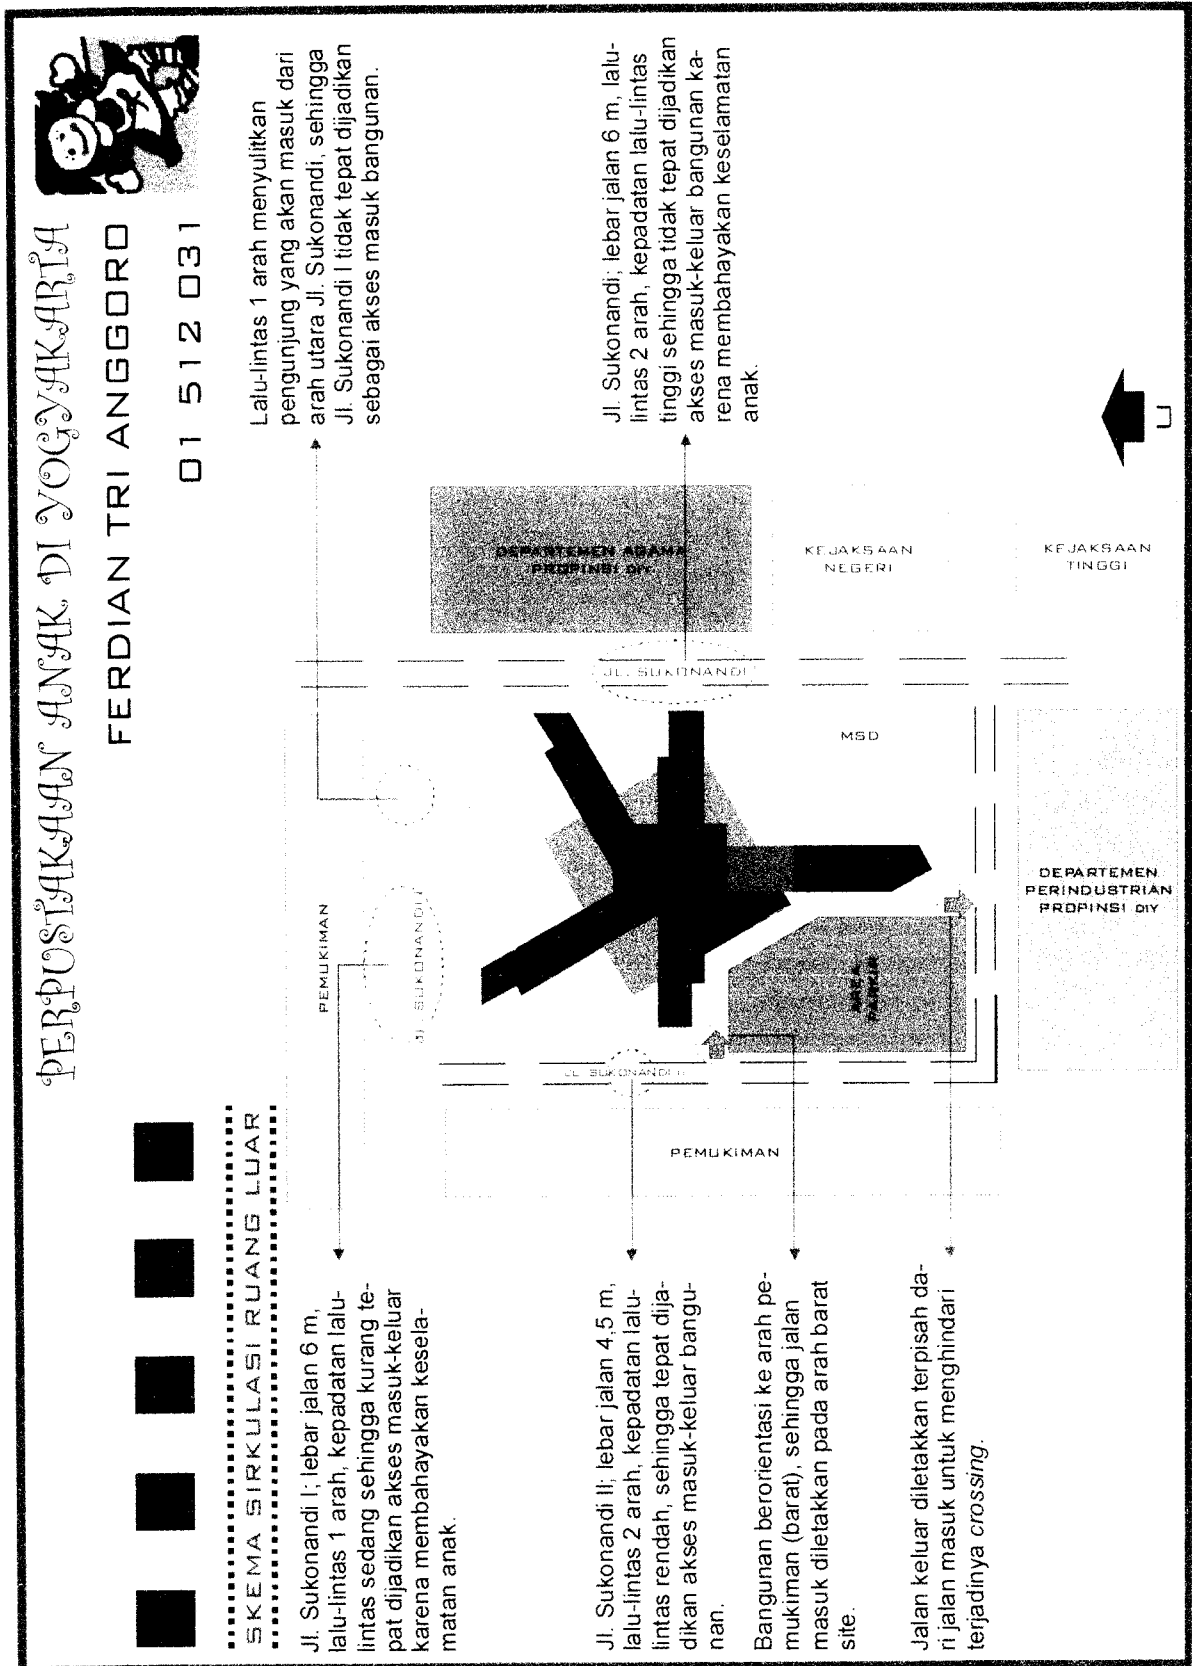 PERPUSTAKAAN ANAK DI YOGYAKARTA
FERDIAN TRI ANGGORO
01 512 031
SKEMA SIRKULASI RUANG LUAR
Jl. Sukonandi I; lebar jalan 6 m,
lalu-lintas 1 arah, kepadatan lalu-
lintas sedang sehingga kurang te-
pat dijadikan akses masuk-keluar
karena membahayakan kesela-
matan anak.
Jl. Sukonandi II; lebar jalan 4,5 m,
lalu-lintas 2 arah, kepadatan lalu-
lintas rendah, sehingga tepat dija-
dikan akses masuk-keluar bangu-
nan.
Bangunan berorientasi ke arah pe-
mukiman (barat), sehingga jalan
masuk diletakkan pada arah barat
site.
Jalan keluar diletakkan terpisah da-
ri jalan masuk untuk menghindari
terjadinya crossing.
PEMUKIMAN
JL. SUKONANDI I
JL. SUKONANDI II
PEMUKIMAN
AREA
PARKIR
JL. SUKONANDI
MSD
DEPARTEMEN
PERINDUSTRIAN
PROPINSI DIY
DEPARTEMEN AGAMA
PROPINSI DIY
KEJAKSAAN
NEGERI
KEJAKSAAN
TINGGI
Lalu-lintas 1 arah menyulitkan
pengunjung yang akan masuk dari
arah utara Jl. Sukonandi, sehingga
Jl. Sukonandi I tidak tepat dijadikan
sebagai akses masuk bangunan.
Jl. Sukonandi; lebar jalan 6 m, lalu-
lintas 2 arah, kepadatan lalu-lintas
tinggi sehingga tidak tepat dijadikan
akses masuk-keluar bangunan ka-
rena membahayakan keselamatan
anak.
U